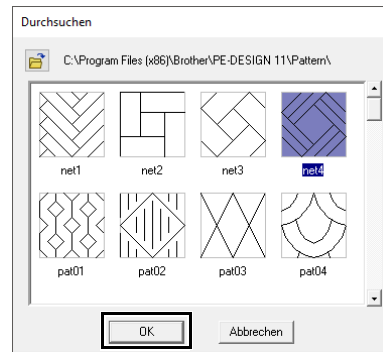 Durchsuchen
C:\Program Files (x86)\Brother\PE-DESIGN 11\Pattern\
net1 net2 net3 net4
pat01 pat02 pat03 pat04
OK Abbrechen